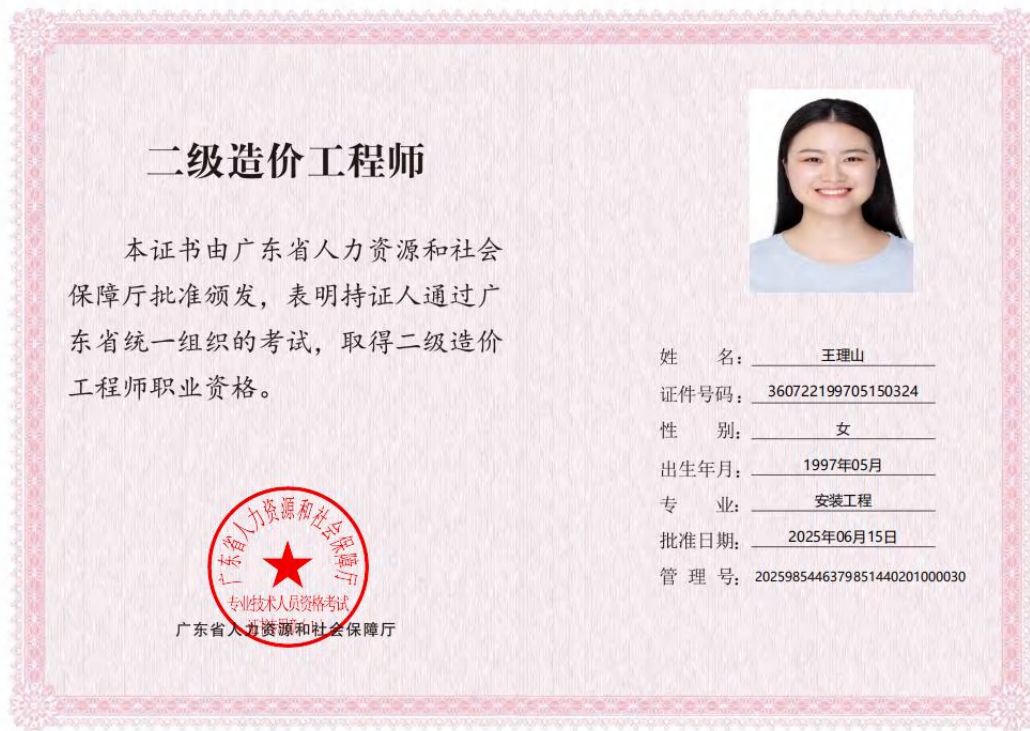 二级造价工程师
本证书由广东省人力资源和社会
保障厅批准颁发，表明持证人通过广
东省统一组织的考试，取得二级造价
工程师职业资格。
广东省人力资源和社会保障厅
专业技术人员资格考试
广东省人力资源和社会保障厅
姓 名：王理山
证件号码：360722199705150324
性 别：女
出生年月：1997年05月
专 业：安装工程
批准日期：2025年06月15日
管 理 号：2025985446379851440201000030